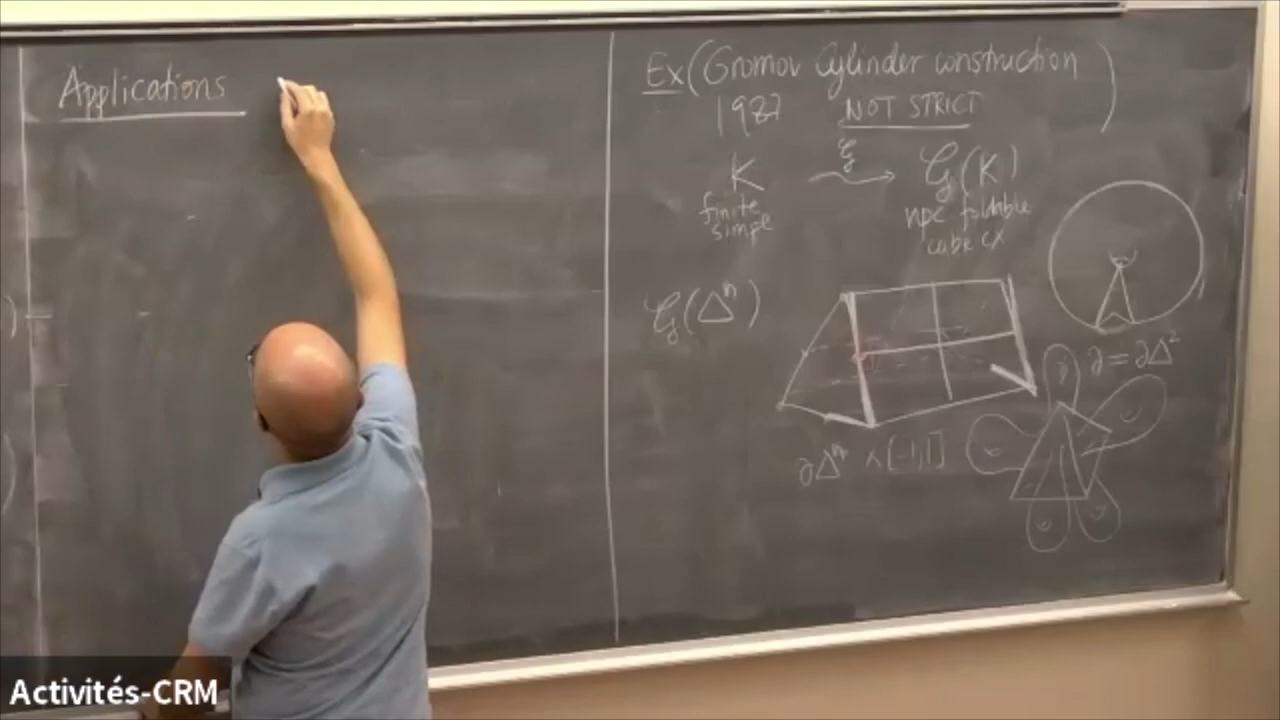 Applications
Ex (Gromov Cylinder construction
1987 NOT STRICT )
K 𝒢 → 𝒢(K)
finite npc foldable
simpc cube cx
𝒢(Δⁿ)
∂ = ∂Δ²
∂Δⁿ × [-1,1]
Activités-CRM